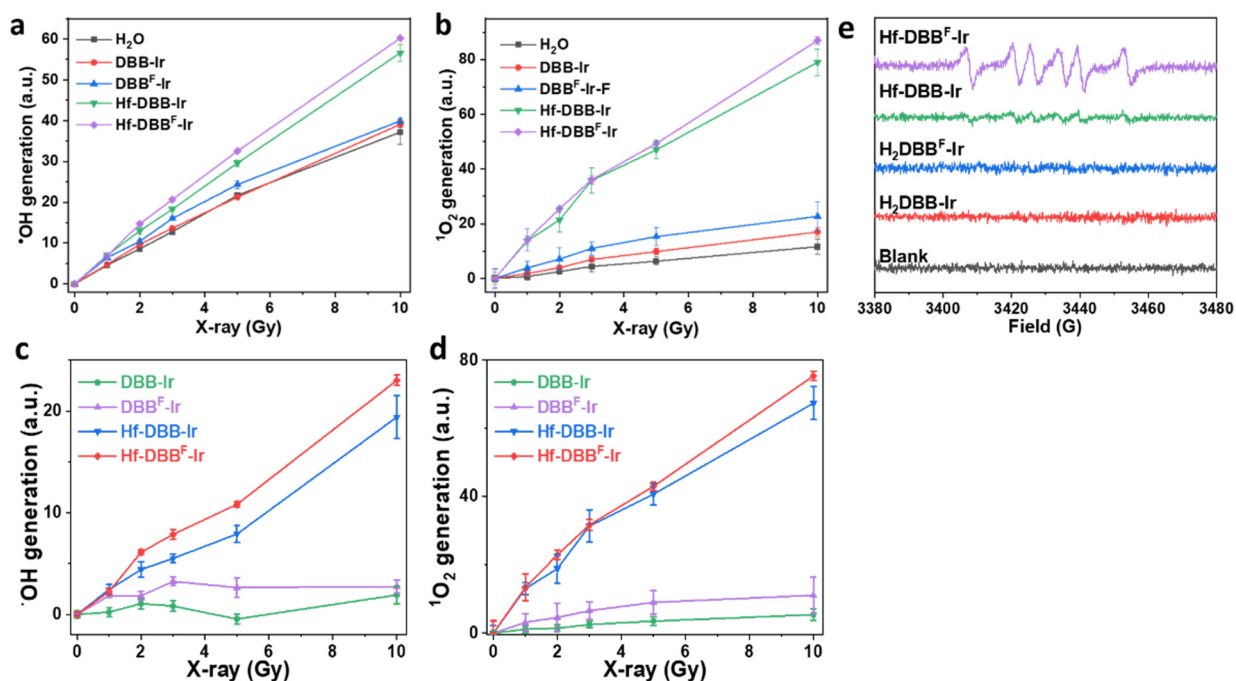 a
60
50
40
30
20
10
0
•OH generation (a.u.)
H₂O
DBB-Ir
DBBᶠ-Ir
Hf-DBB-Ir
Hf-DBBᶠ-Ir
0 2 4 6 8 10
X-ray (Gy)
b
80
60
40
20
0
¹O₂ generation (a.u.)
H₂O
DBB-Ir
DBBᶠ-Ir-F
Hf-DBB-Ir
Hf-DBBᶠ-Ir
0 2 4 6 8 10
X-ray (Gy)
e
Hf-DBBᶠ-Ir
Hf-DBB-Ir
H₂DBBᶠ-Ir
H₂DBB-Ir
Blank
3380 3400 3420 3440 3460 3480
Field (G)
c
20
10
0
·OH generation (a.u.)
DBB-Ir
DBBᶠ-Ir
Hf-DBB-Ir
Hf-DBBᶠ-Ir
0 2 4 6 8 10
X-ray (Gy)
d
80
40
0
¹O₂ generation (a.u.)
DBB-Ir
DBBᶠ-Ir
Hf-DBB-Ir
Hf-DBBᶠ-Ir
0 2 4 6 8 10
X-ray (Gy)